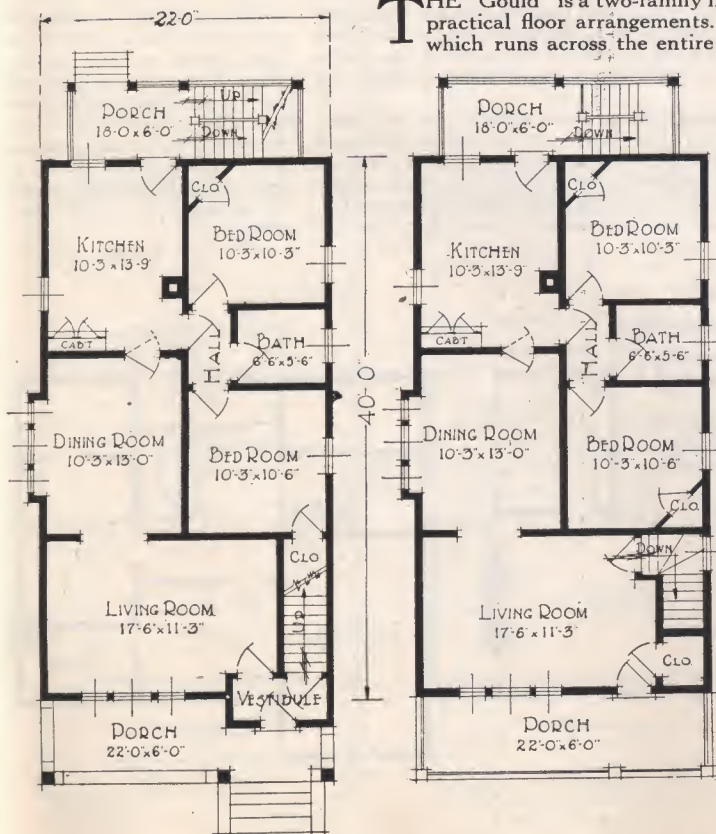 THE "Gould" is a two-family
practical floor arrangements.
which runs across the entire
22-0"
PORCH
18-0 x 6-0"
UP
DOWN
CLO
KITCHEN
10-3 x 13-9
BED ROOM
10-3 x 10-3"
CAB'T
HALL
BATH
6'-6" x 5'-6"
DINING ROOM
10'-3" x 13'-0"
BED ROOM
10'-3" x 10'-6"
CLO
LIVING ROOM
17'-6" x 11'-3"
UP
VESTIBULE
PORCH
22'-0" x 6'-0"
40-0"
PORCH
18'-0" x 6'-0"
DOWN
CLO
KITCHEN
10'-3" x 13'-9"
BED ROOM
10'-3" x 10'-3"
CAB'T
HALL
BATH
6'-6" x 5'-6"
DINING ROOM
10'-3" x 13'-0"
BED ROOM
10'-3" x 10'-6"
CLO.
DOWN
LIVING ROOM
17'-6" x 11'-3
CLO.
PORCH
22'-0" x 6'-0"